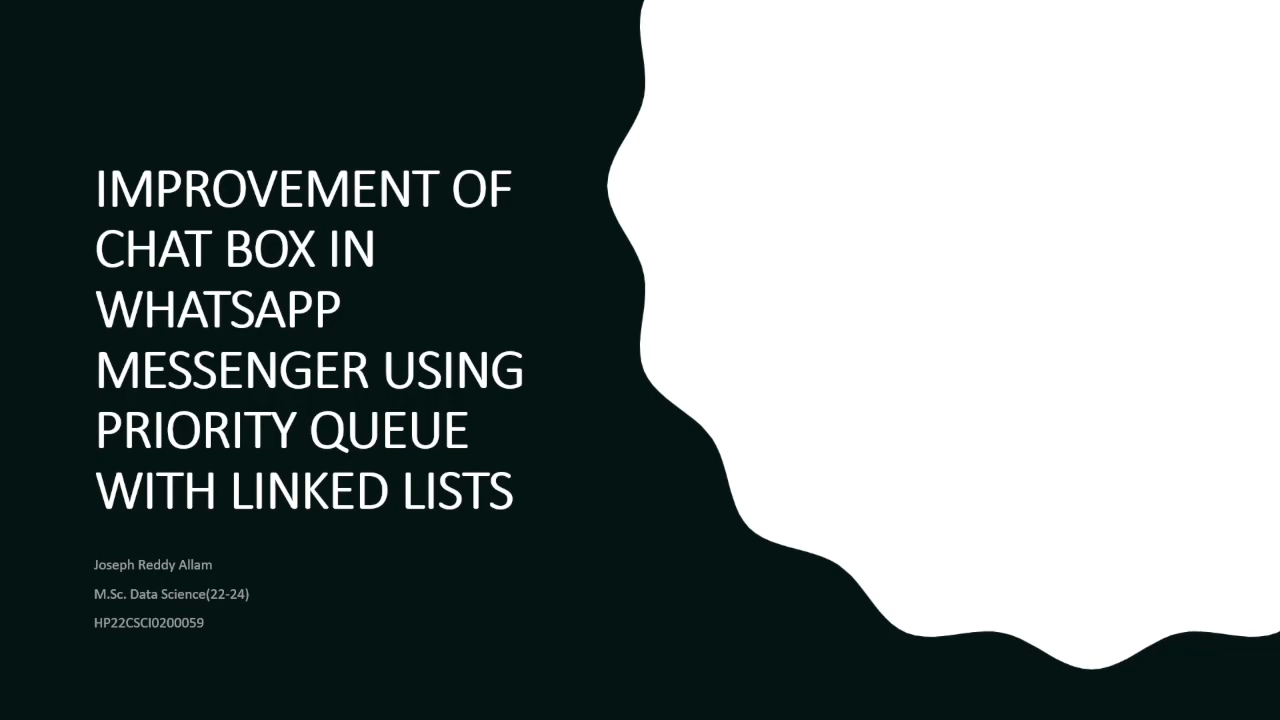 IMPROVEMENT OF
CHAT BOX IN
WHATSAPP
MESSENGER USING
PRIORITY QUEUE
WITH LINKED LISTS
Joseph Reddy Allam
M.Sc. Data Science(22-24)
HP22CSCI0200059